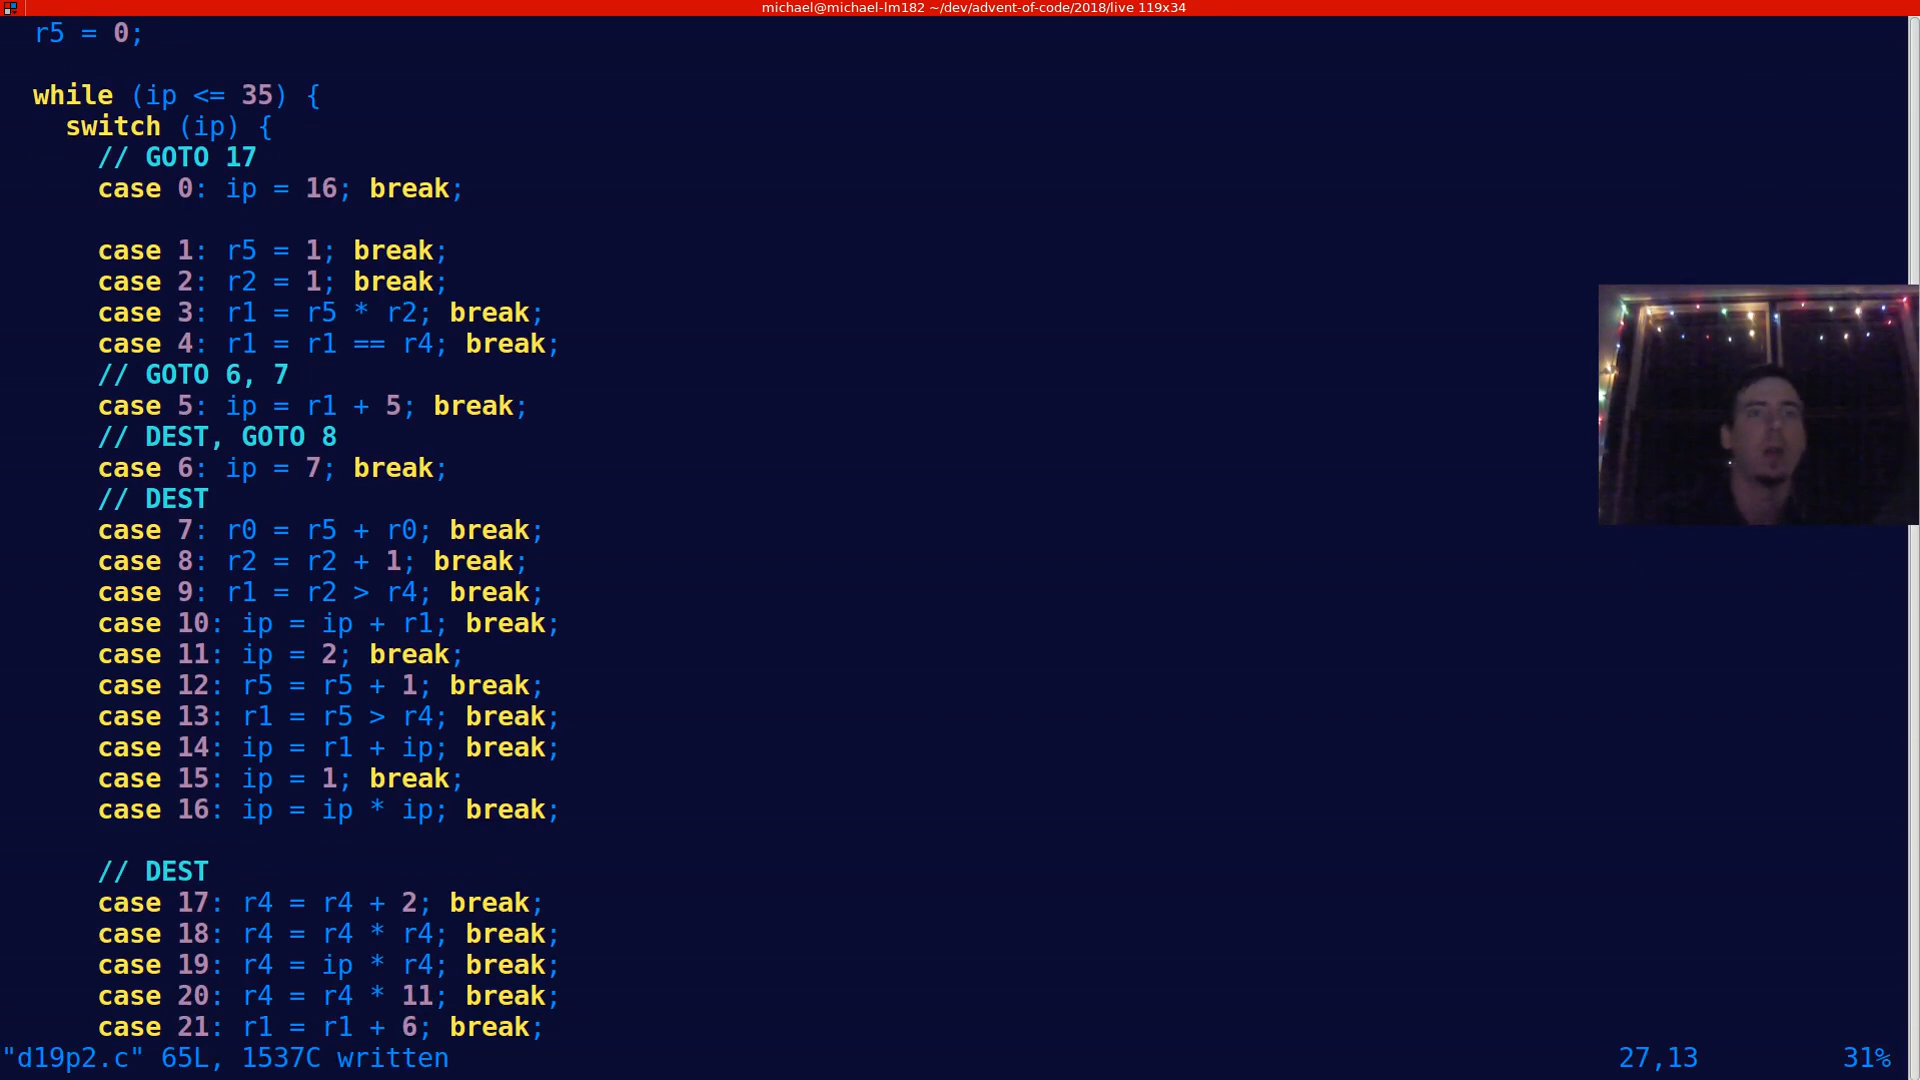 michael@michael-lm182 ~/dev/advent-of-code/2018/live 119x34
r5 = 0;
while (ip <= 35) {
switch (ip) {
// GOTO 17
case 0: ip = 16; break;
case 1: r5 = 1; break;
case 2: r2 = 1; break;
case 3: r1 = r5 * r2; break;
case 4: r1 = r1 == r4; break;
// GOTO 6, 7
case 5: ip = r1 + 5; break;
// DEST, GOTO 8
case 6: ip = 7; break;
// DEST
case 7: r0 = r5 + r0; break;
case 8: r2 = r2 + 1; break;
case 9: r1 = r2 > r4; break;
case 10: ip = ip + r1; break;
case 11: ip = 2; break;
case 12: r5 = r5 + 1; break;
case 13: r1 = r5 > r4; break;
case 14: ip = r1 + ip; break;
case 15: ip = 1; break;
case 16: ip = ip * ip; break;
// DEST
case 17: r4 = r4 + 2; break;
case 18: r4 = r4 * r4; break;
case 19: r4 = ip * r4; break;
case 20: r4 = r4 * 11; break;
case 21: r1 = r1 + 6; break;
"d19p2.c" 65L, 1537C written 27,13 31%